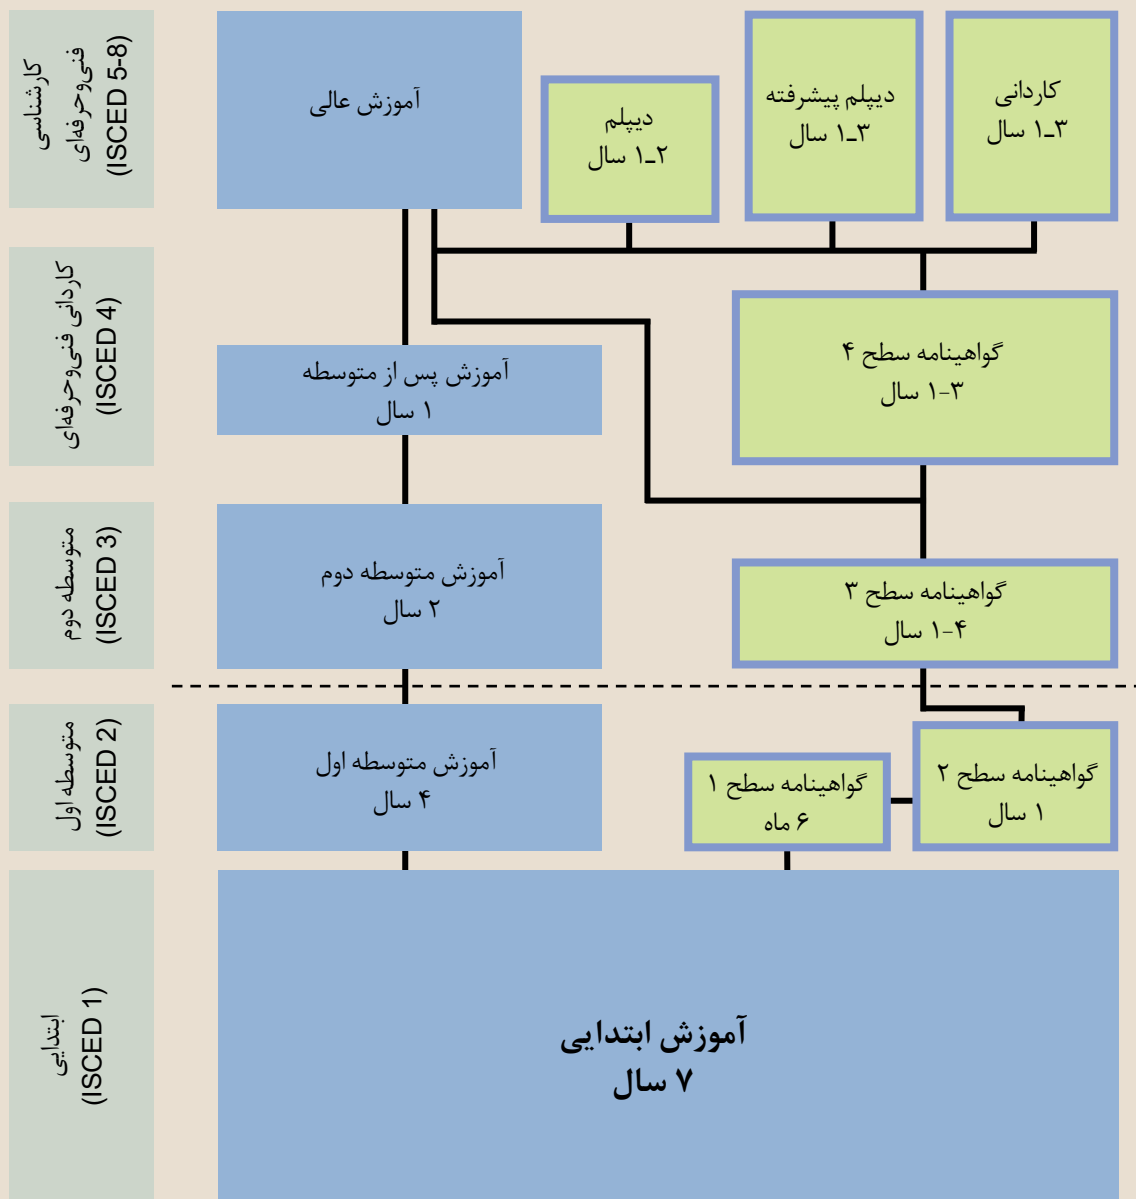 کارشناسی
فنی‌وحرفه‌ای
(ISCED 5-8)
آموزش عالی
دیپلم
۱ـ۲ سال
دیپلم پیشرفته
۱ـ۳ سال
کاردانی
۱ـ۳ سال
کاردانی فنی‌وحرفه‌ای
(ISCED 4)
آموزش پس از متوسطه
۱ سال
گواهینامه سطح ۴
۱-۳ سال
متوسطه دوم
(ISCED 3)
آموزش متوسطه دوم
۲ سال
گواهینامه سطح ۳
۱-۴ سال
متوسطه اول
(ISCED 2)
آموزش متوسطه اول
۴ سال
گواهینامه سطح ۱
۶ ماه
گواهینامه سطح ۲
۱ سال
ابتدایی
(ISCED 1)
آموزش ابتدایی
۷ سال